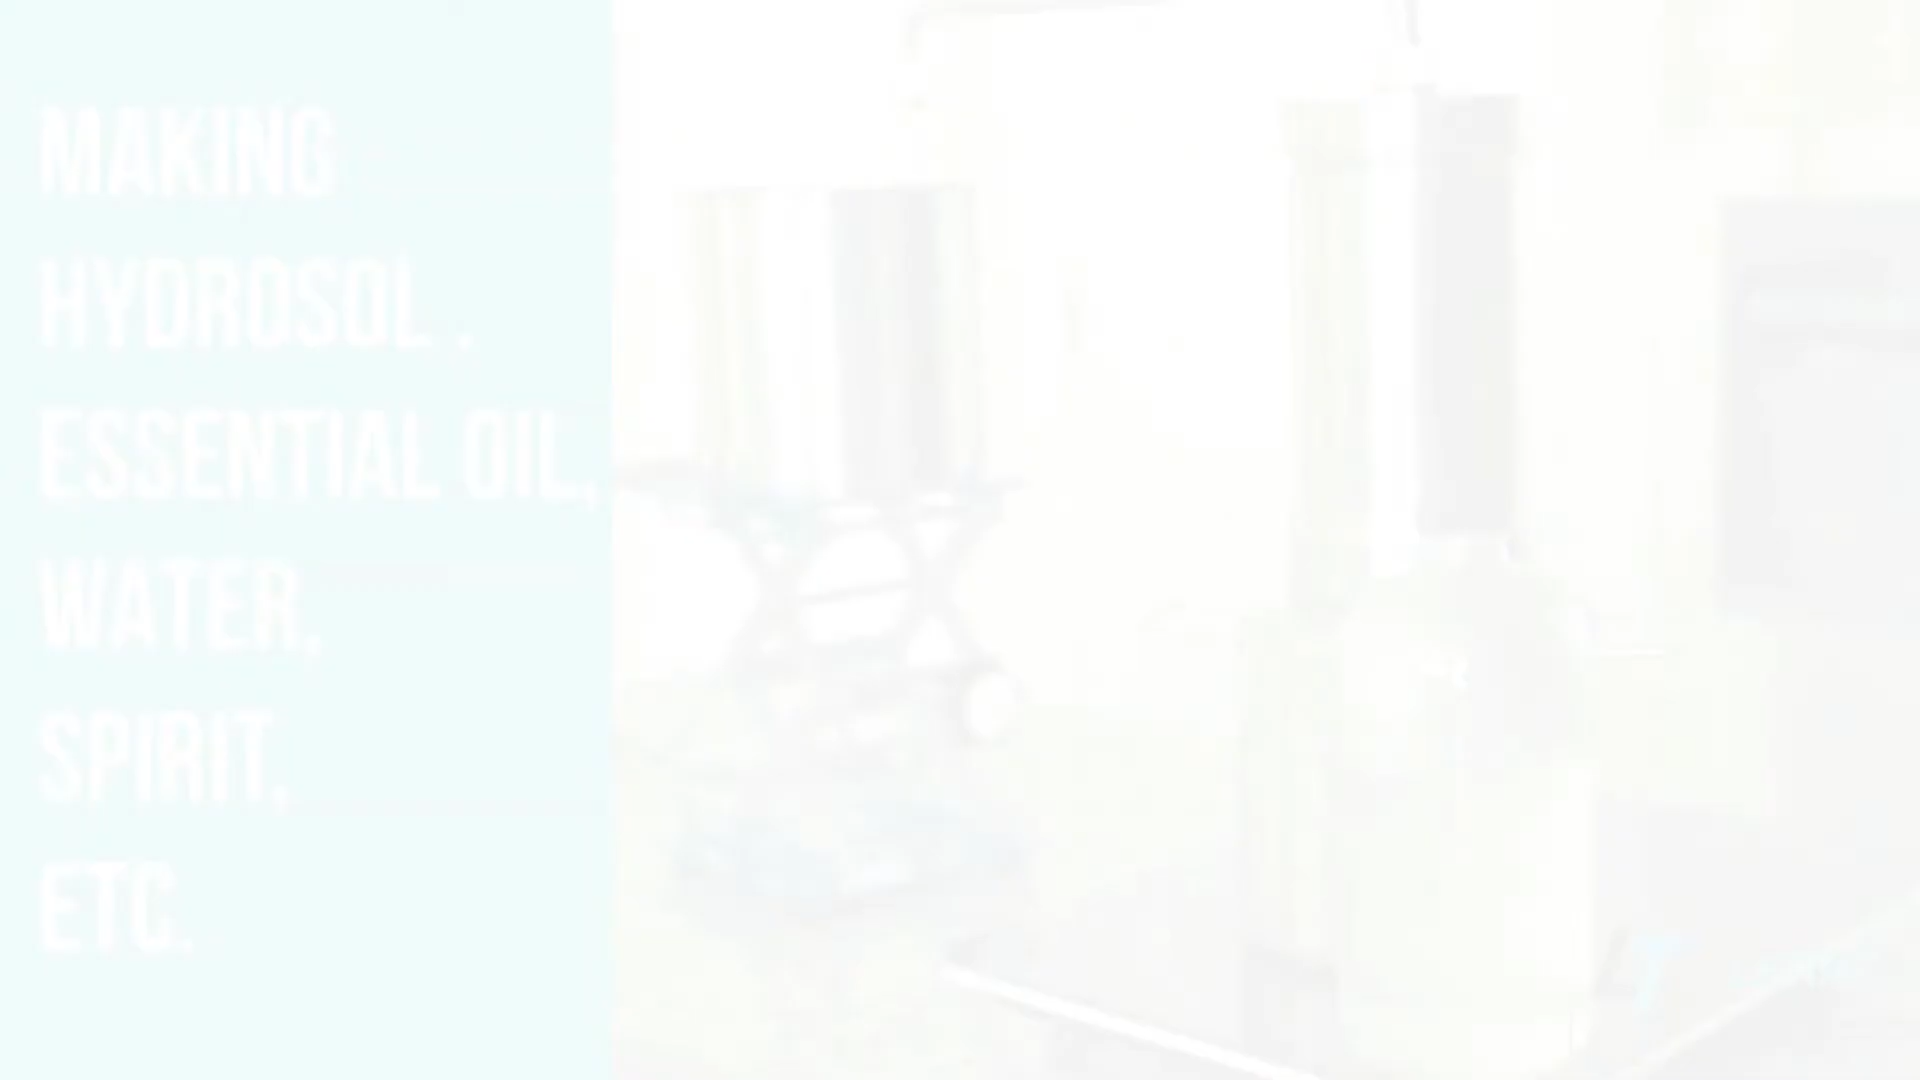 MAKING
HYDROSOL .
ESSENTIAL OIL,
WATER,
SPIRIT,
ETC.